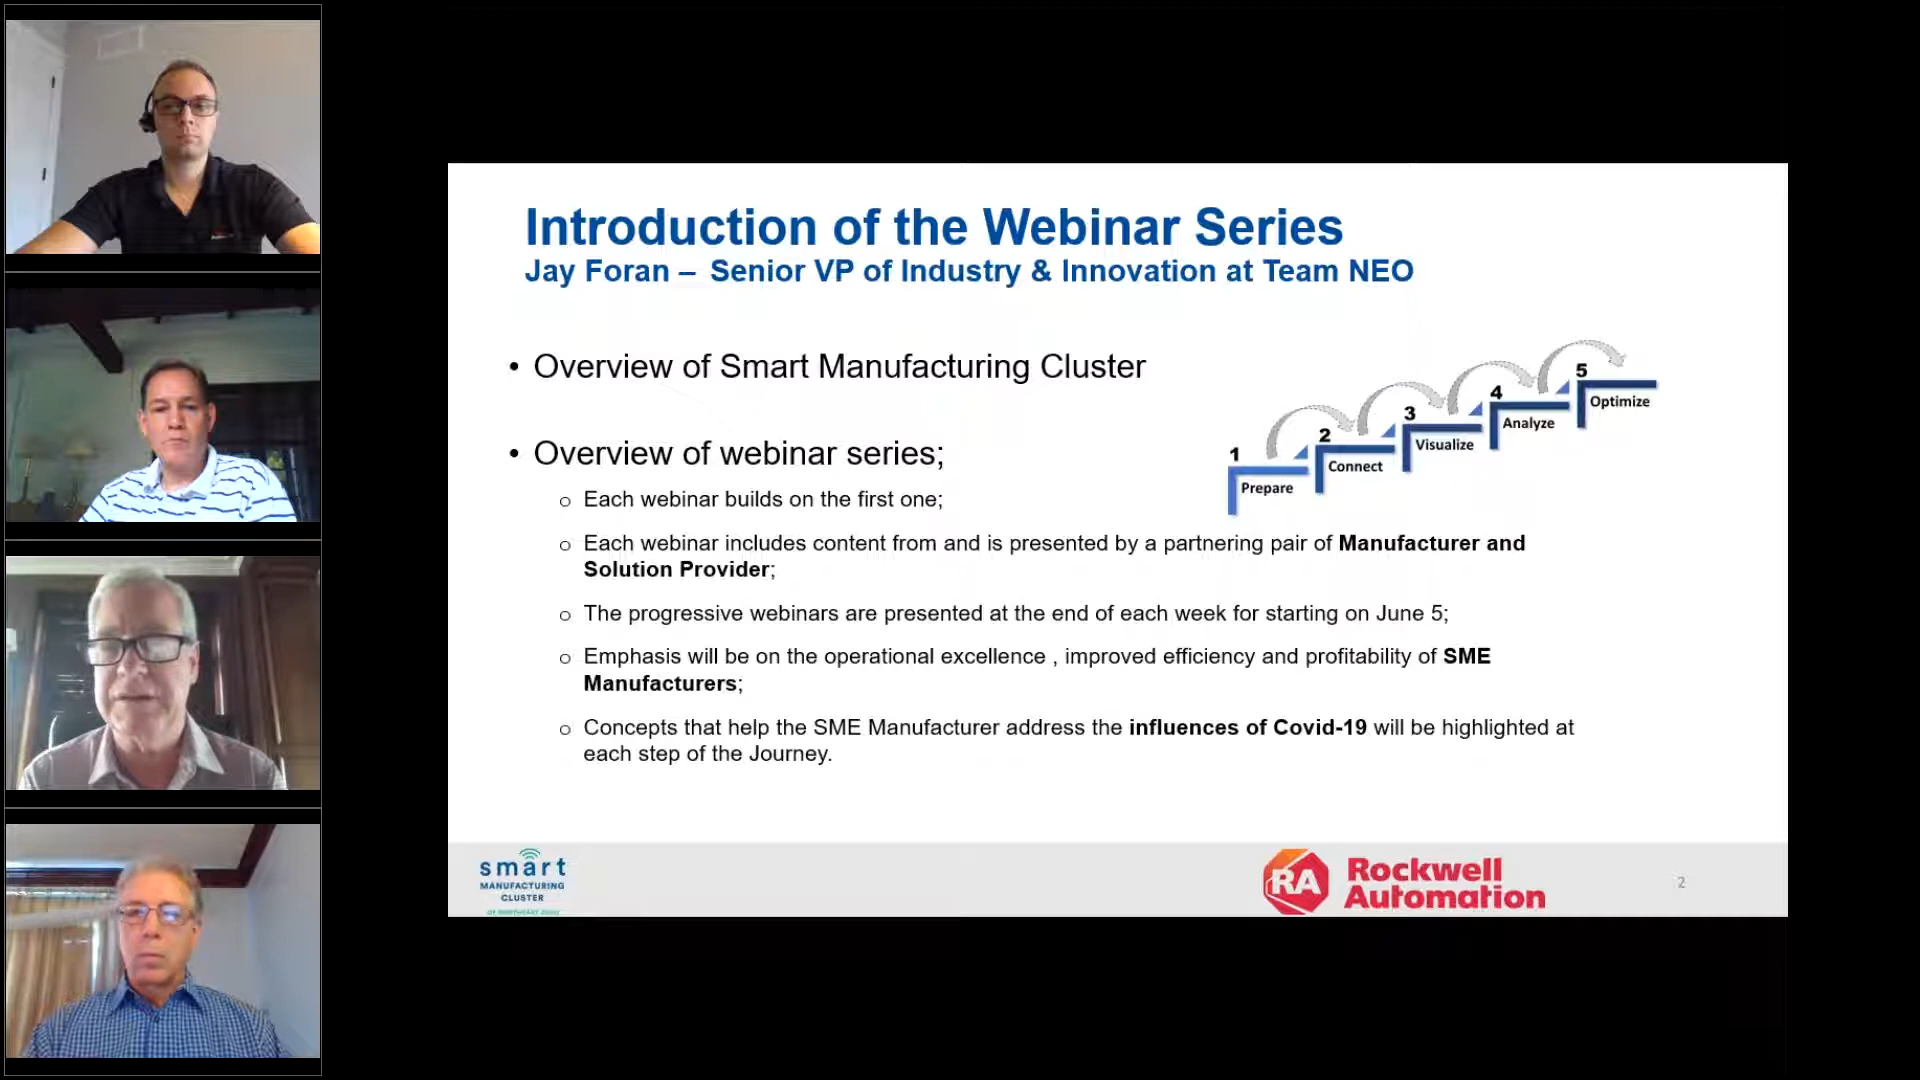 Introduction of the Webinar Series
Jay Foran – Senior VP of Industry & Innovation at Team NEO
• Overview of Smart Manufacturing Cluster
• Overview of webinar series;
o Each webinar builds on the first one;
o Each webinar includes content from and is presented by a partnering pair of Manufacturer and
Solution Provider;
o The progressive webinars are presented at the end of each week for starting on June 5;
o Emphasis will be on the operational excellence , improved efficiency and profitability of SME
Manufacturers;
o Concepts that help the SME Manufacturer address the influences of Covid-19 will be highlighted at
each step of the Journey.
1
Prepare
2
Connect
3
Visualize
4
Analyze
5
Optimize
smart
MANUFACTURING
CLUSTER
OF NORTHEAST OHIO
RA
Rockwell
Automation
2